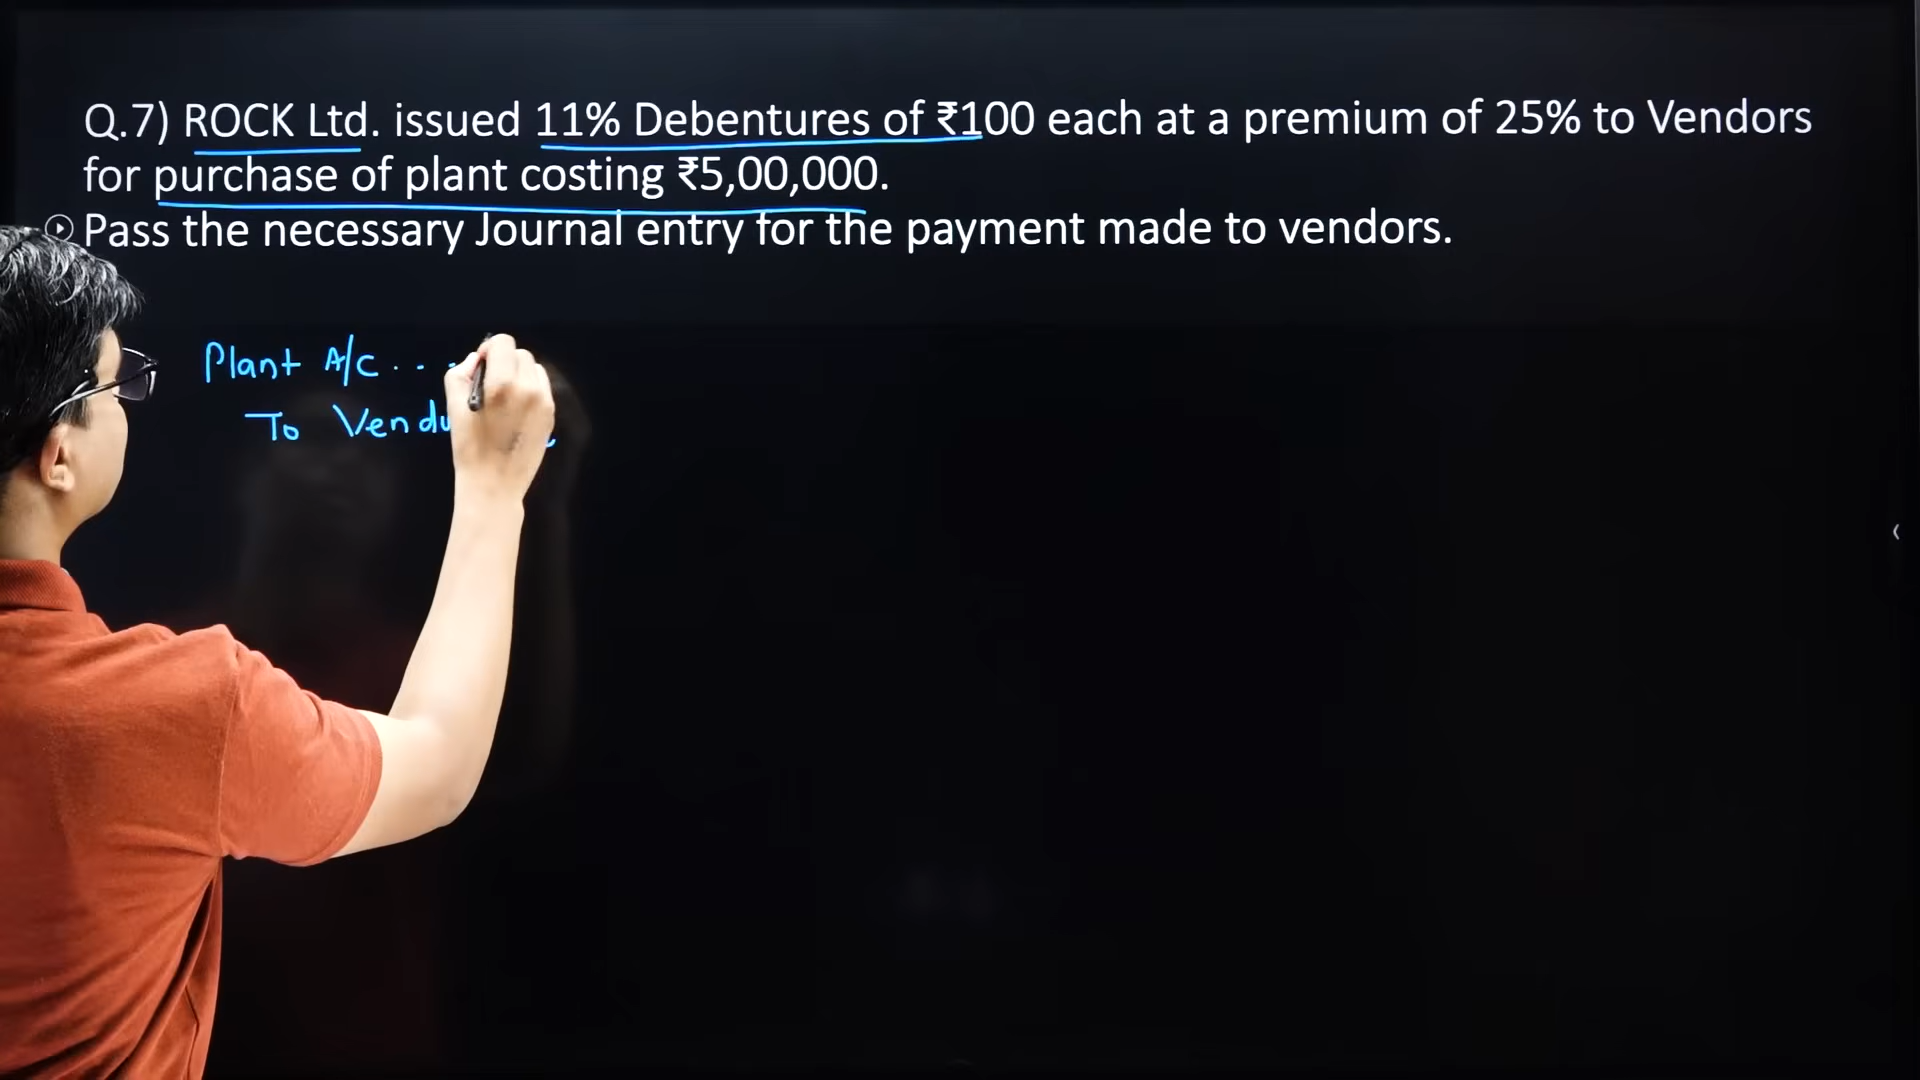 Q.7) ROCK Ltd. issued 11% Debentures of ₹100 each at a premium of 25% to Vendors
for purchase of plant costing ₹5,00,000.
Pass the necessary Journal entry for the payment made to vendors.
Plant A/C . . .
To